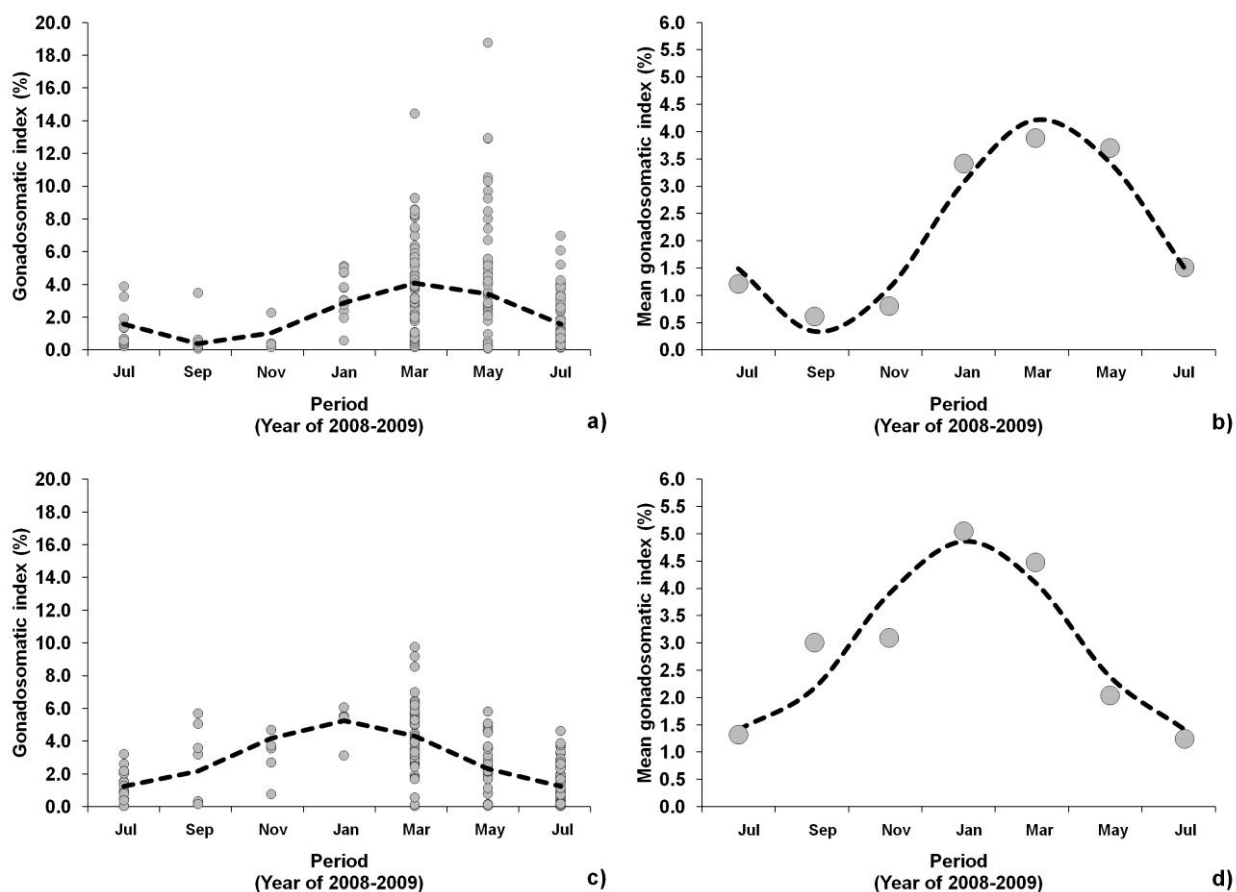 Gonadosomatic index (%)
20.0
18.0
16.0
14.0
12.0
10.0
8.0
6.0
4.0
2.0
0.0
Jul Sep Nov Jan Mar May Jul
Period
(Year of 2008-2009)
a)
Mean gonadosomatic index (%)
6.0
5.5
5.0
4.5
4.0
3.5
3.0
2.5
2.0
1.5
1.0
0.5
0.0
Jul Sep Nov Jan Mar May Jul
Period
(Year of 2008-2009)
b)
Gonadosomatic index (%)
20.0
18.0
16.0
14.0
12.0
10.0
8.0
6.0
4.0
2.0
0.0
Jul Sep Nov Jan Mar May Jul
Period
(Year of 2008-2009)
c)
Mean gonadosomatic index (%)
6.0
5.5
5.0
4.5
4.0
3.5
3.0
2.5
2.0
1.5
1.0
0.5
0.0
Jul Sep Nov Jan Mar May Jul
Period
(Year of 2008-2009)
d)